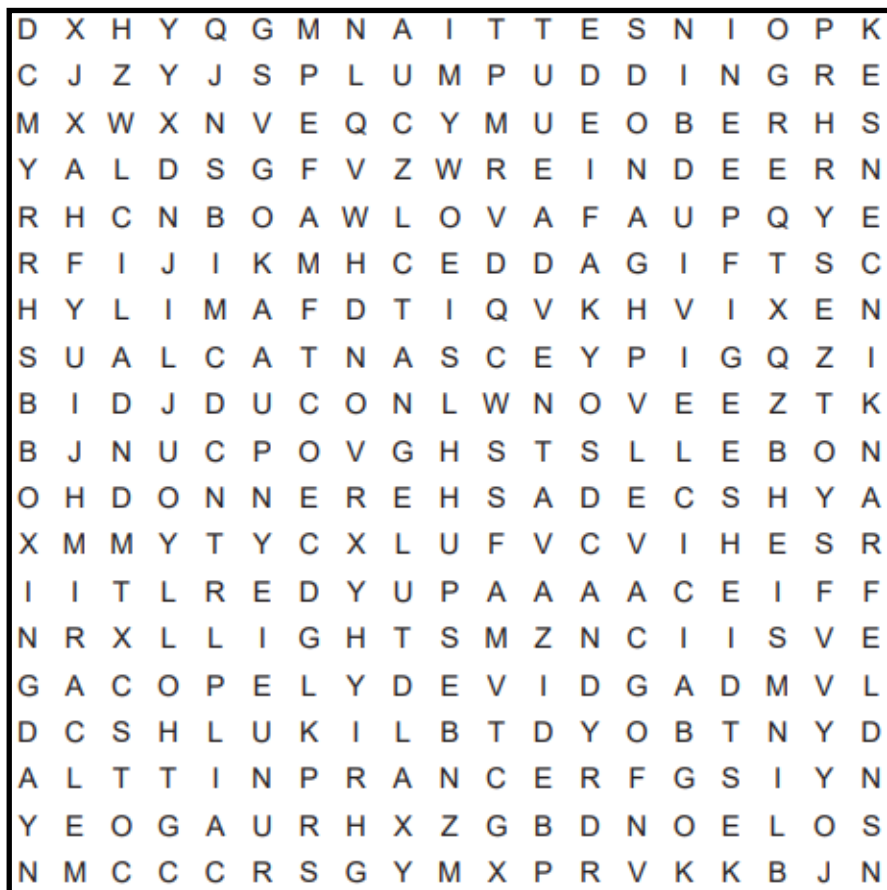 D X H Y Q G M N A I T T E S N I O P K
C J Z Y J S P L U M P U D D I N G R E
M X W X N V E Q C Y M U E O B E R H S
Y A L D S G F V Z W R E I N D E E R N
R H C N B O A W L O V A F A U P Q Y E
R F I J I K M H C E D D A G I F T S C
H Y L I M A F D T I Q V K H V I X E N
S U A L C A T N A S C E Y P I G Q Z I
B I D J D U C O N L W N O V E E Z T K
B J N U C P O V G H S T S L L E B O N
O H D O N N E R E H S A D E C S H Y A
X M M Y T Y C X L U F V C V I H E S R
I I T L R E D Y U P A A A A C E I F F
N R X L L I G H T S M Z N C I I S V E
G A C O P E L Y D E V I D G A D M V L
D C S H L U K I L B T D Y O B T N Y D
A L T T I N P R A N C E R F G S I Y N
Y E O G A U R H X Z G B D N O E L O S
N M C C C R S G Y M X P R V K K B J N